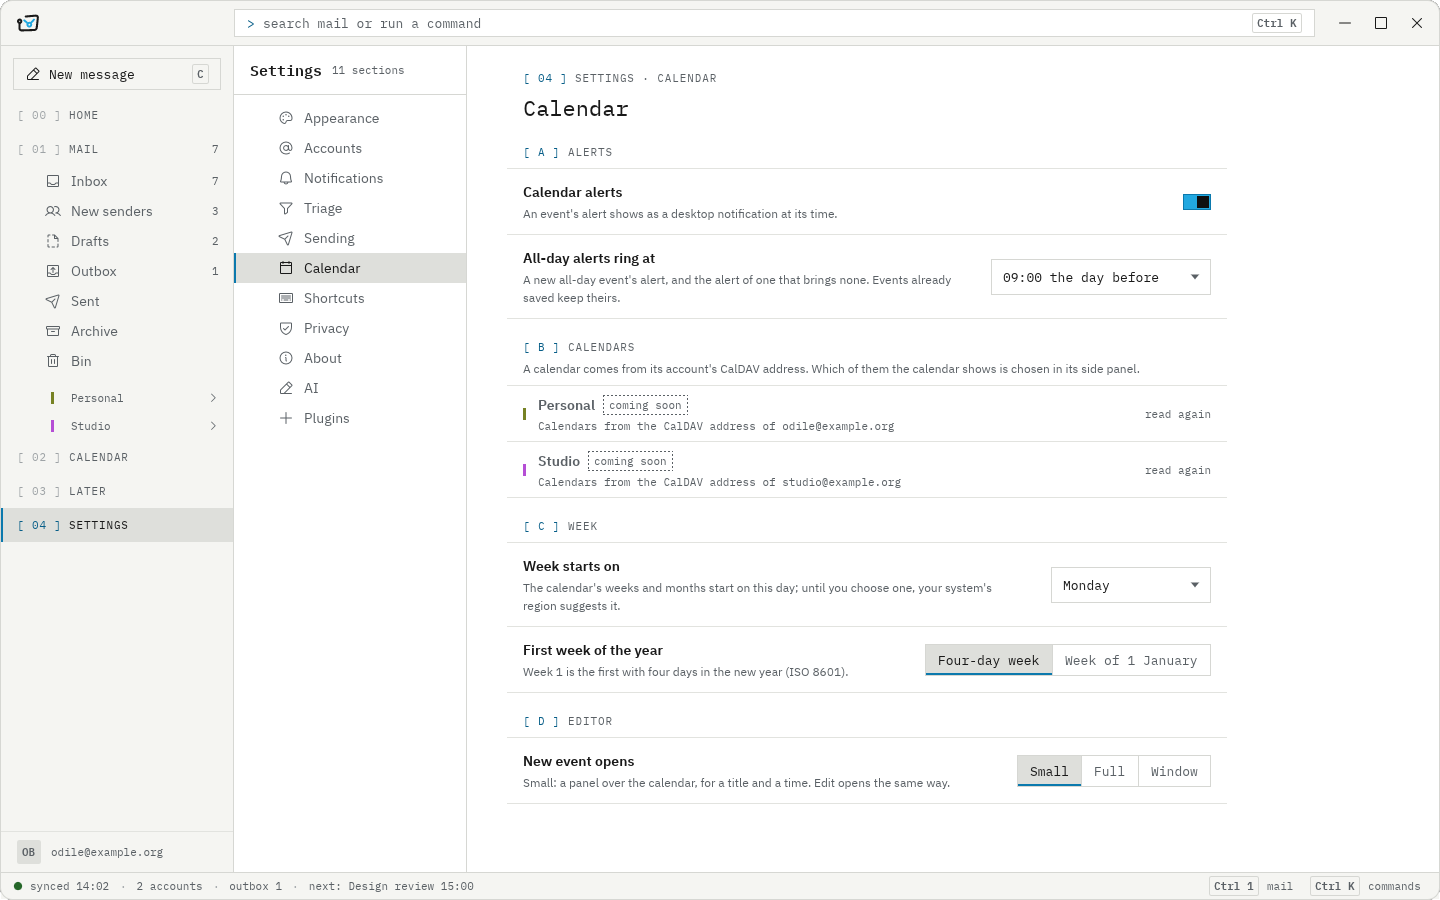 > search mail or run a command Ctrl K
New message C
Settings 11 sections
[ 00 ] HOME
[ 01 ] MAIL 7
Inbox 7
New senders 3
Drafts 2
Outbox 1
Sent
Archive
Bin
Personal
Studio
[ 02 ] CALENDAR
[ 03 ] LATER
[ 04 ] SETTINGS
OB odile@example.org
Appearance
Accounts
Notifications
Triage
Sending
Calendar
Shortcuts
Privacy
About
AI
Plugins
[ 04 ] SETTINGS · CALENDAR
Calendar
[ A ] ALERTS
Calendar alerts
An event's alert shows as a desktop notification at its time.
All-day alerts ring at
A new all-day event's alert, and the alert of one that brings none. Events already
saved keep theirs.
09:00 the day before
[ B ] CALENDARS
A calendar comes from its account's CalDAV address. Which of them the calendar shows is chosen in its side panel.
Personal coming soon
Calendars from the CalDAV address of odile@example.org
read again
Studio coming soon
Calendars from the CalDAV address of studio@example.org
read again
[ C ] WEEK
Week starts on
The calendar's weeks and months start on this day; until you choose one, your system's
region suggests it.
Monday
First week of the year
Week 1 is the first with four days in the new year (ISO 8601).
Four-day week Week of 1 January
[ D ] EDITOR
New event opens
Small: a panel over the calendar, for a title and a time. Edit opens the same way.
Small Full Window
synced 14:02 · 2 accounts · outbox 1 · next: Design review 15:00
Ctrl 1 mail Ctrl K commands